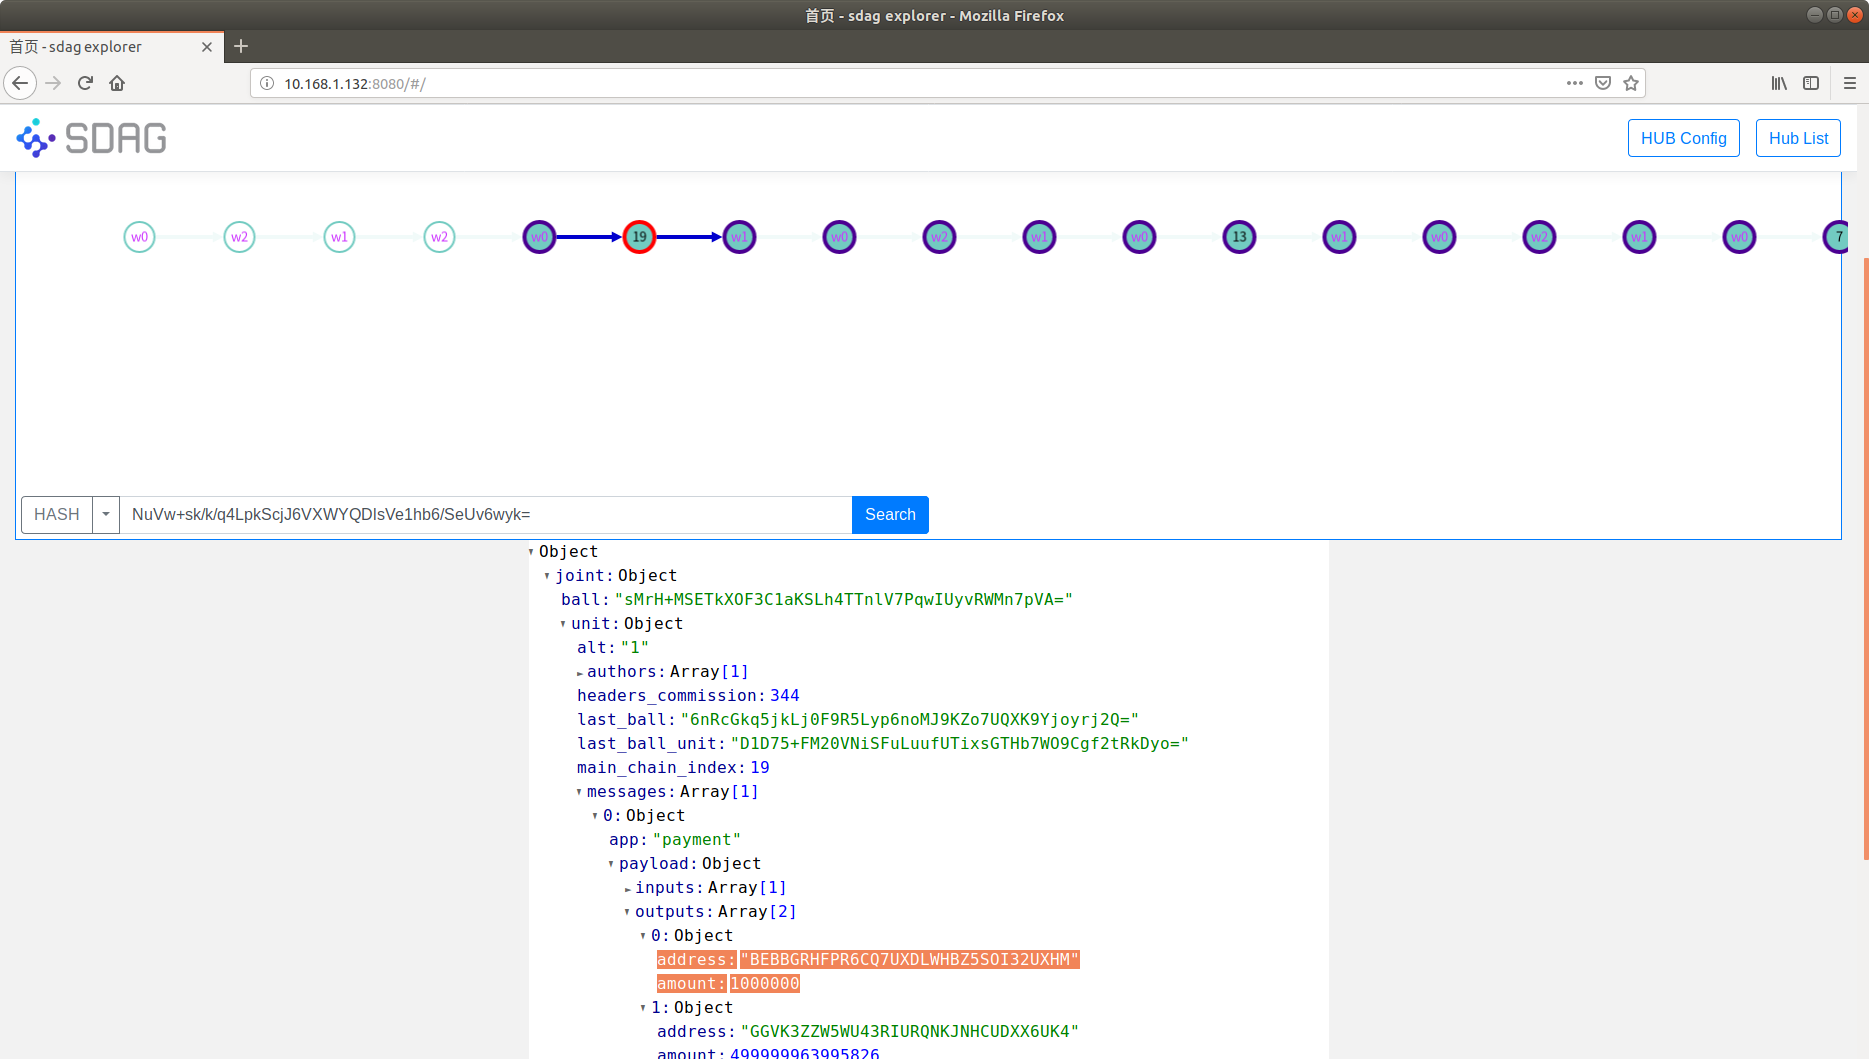 首页 - sdag explorer - Mozilla Firefox
首页 - sdag explorer
10.168.1.132:8080/#/
SDAG
HUB Config
Hub List
w0 w2 w1 w2 w0 19 w1 w0 w2 w1 w0 13 w1 w0 w2 w1 w0 7
HASH
NuVw+sk/k/q4LpkScjJ6VXWYQDlsVe1hb6/SeUv6wyk=
Search
Object
joint:Object
ball:"sMrH+MSETkXOF3C1aKSLh4TTnlV7PqwIUyvRWMn7pVA="
unit:Object
alt:"1"
authors:Array[1]
headers_commission:344
last_ball:"6nRcGkq5jkLj0F9R5Lyp6noMJ9KZo7UQXK9Yjoyrj2Q="
last_ball_unit:"D1D75+FM20VNiSFuLuufUTixsGTHb7WO9Cgf2tRkDyo="
main_chain_index:19
messages:Array[1]
0:Object
app:"payment"
payload:Object
inputs:Array[1]
outputs:Array[2]
0:Object
address:"BEBBGRHFPR6CQ7UXDLWHBZ5SOI32UXHM"
amount:1000000
1:Object
address:"GGVK3ZZW5WU43RIURQNKJNHCUDXX6UK4"
amount:499999963995826